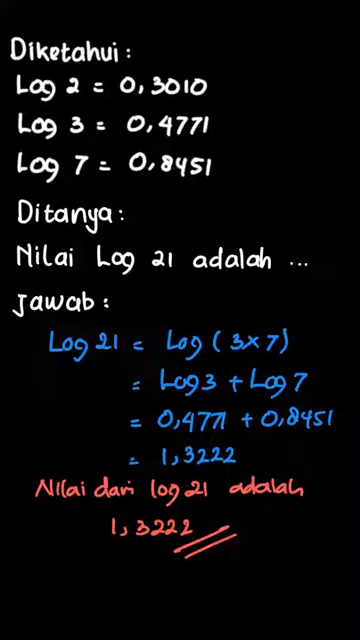 Diketahui:
Log 2 = 0,3010
Log 3 = 0,4771
Log 7 = 0,8451
Ditanya:
Nilai Log 21 adalah ...
Jawab:
Log 21 = Log (3 x 7)
= Log 3 + Log 7
= 0,4771 + 0,8451
= 1,3222
Nilai dari log 21 adalah
1,3222